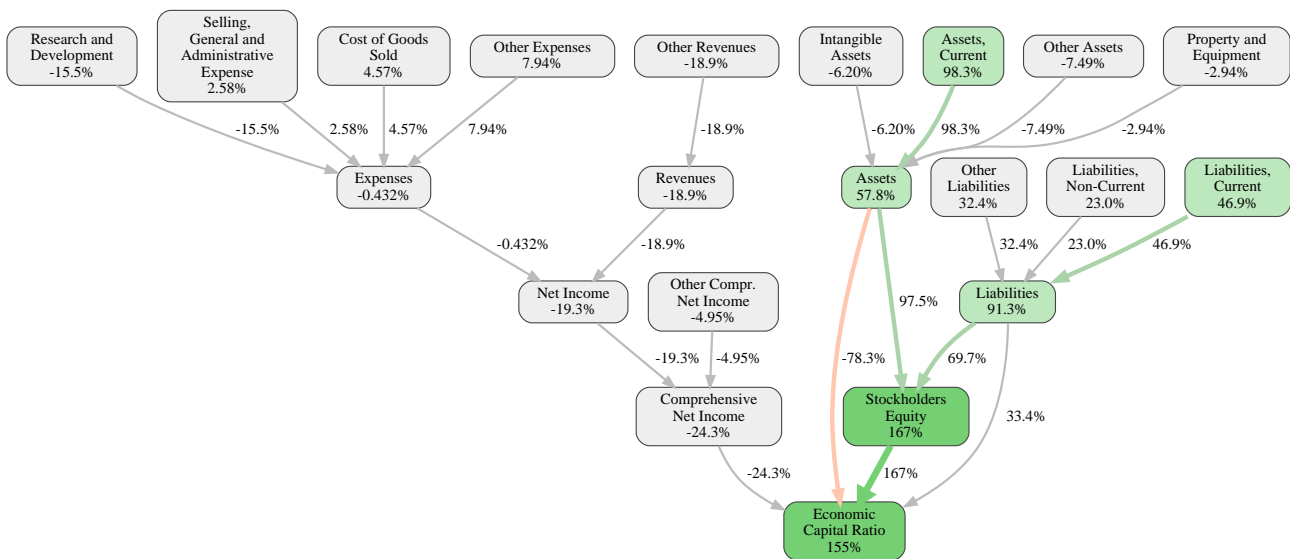 Research and
Development
-15.5%
Selling,
General and
Administrative
Expense
2.58%
Cost of Goods
Sold
4.57%
Other Expenses
7.94%
Other Revenues
-18.9%
Intangible
Assets
-6.20%
Assets,
Current
98.3%
Other Assets
-7.49%
Property and
Equipment
-2.94%
-15.5%
2.58%
4.57%
7.94%
-18.9%
-6.20%
98.3%
-7.49%
-2.94%
Expenses
-0.432%
Revenues
-18.9%
Assets
57.8%
Other
Liabilities
32.4%
Liabilities,
Non-Current
23.0%
Liabilities,
Current
46.9%
-0.432%
-18.9%
32.4%
23.0%
46.9%
Net Income
-19.3%
Other Compr.
Net Income
-4.95%
97.5%
Liabilities
91.3%
-19.3%
-4.95%
-78.3%
69.7%
Comprehensive
Net Income
-24.3%
Stockholders
Equity
167%
33.4%
-24.3%
167%
Economic
Capital Ratio
155%